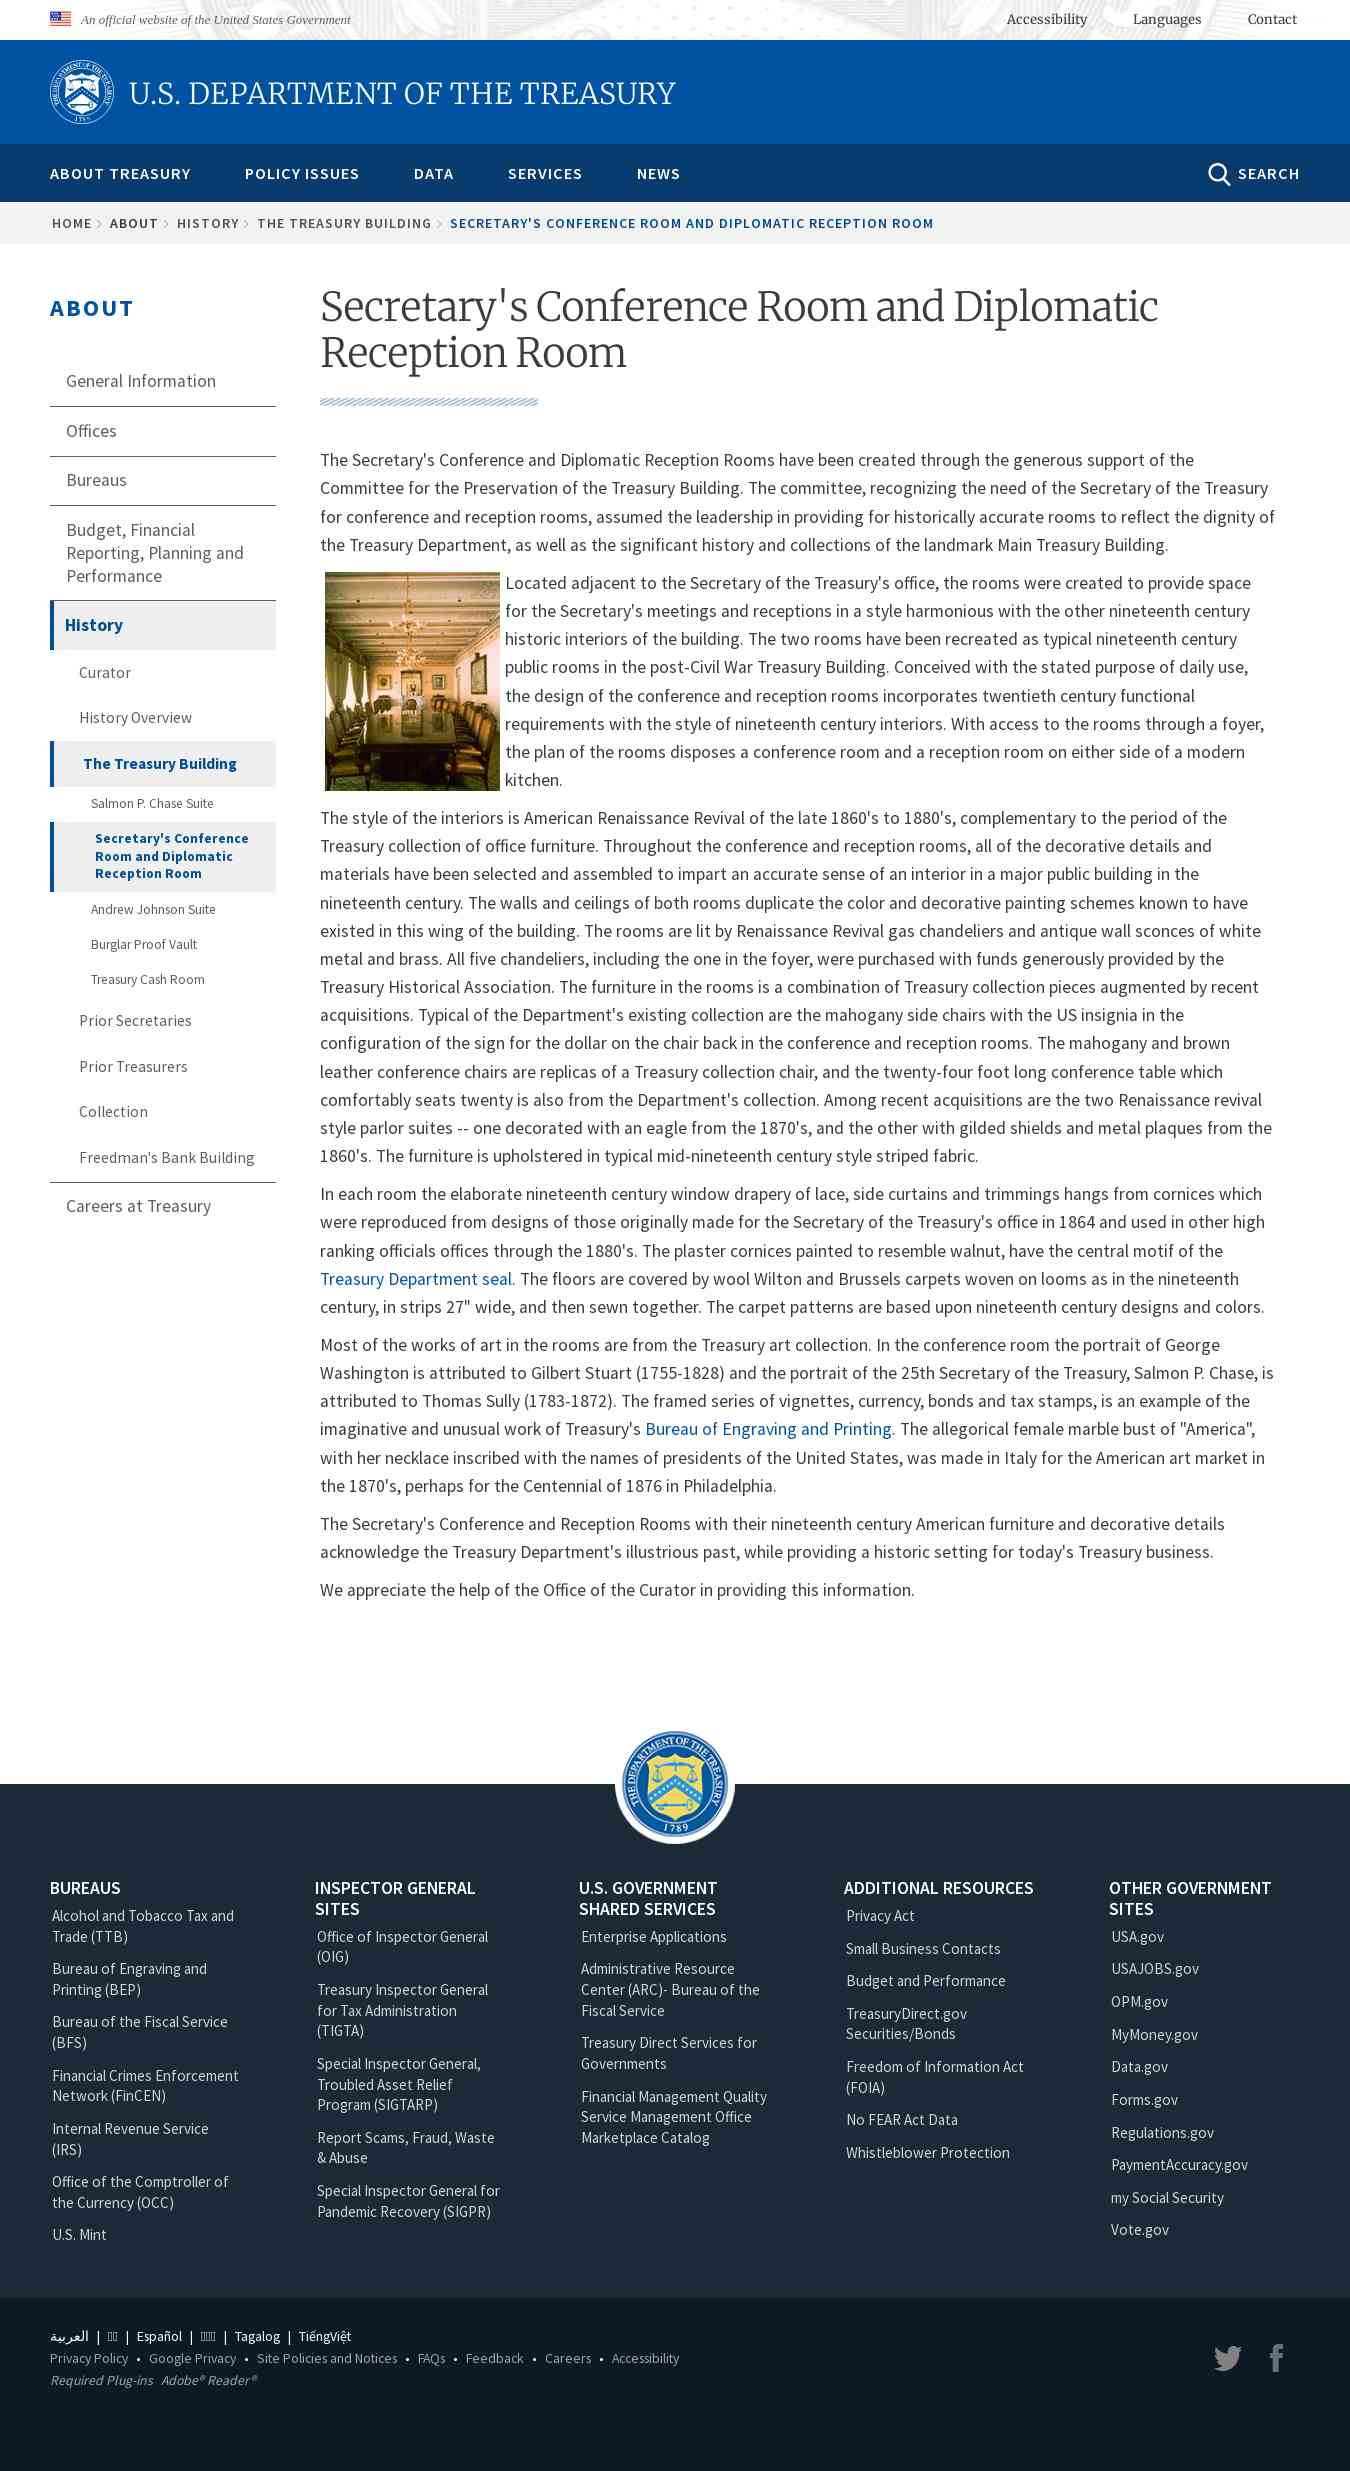 An official website of the United States Government
Accessibility
Languages
Contact
U.S. DEPARTMENT OF THE TREASURY
ABOUT TREASURY
POLICY ISSUES
DATA
SERVICES
NEWS
SEARCH
HOME
ABOUT
HISTORY
THE TREASURY BUILDING
SECRETARY'S CONFERENCE ROOM AND DIPLOMATIC RECEPTION ROOM
ABOUT
General Information
Offices
Bureaus
Budget, Financial
Reporting, Planning and
Performance
History
Curator
History Overview
The Treasury Building
Salmon P. Chase Suite
Secretary's Conference
Room and Diplomatic
Reception Room
Andrew Johnson Suite
Burglar Proof Vault
Treasury Cash Room
Prior Secretaries
Prior Treasurers
Collection
Freedman's Bank Building
Careers at Treasury
Secretary's Conference Room and Diplomatic
Reception Room
The Secretary's Conference and Diplomatic Reception Rooms have been created through the generous support of the
Committee for the Preservation of the Treasury Building. The committee, recognizing the need of the Secretary of the Treasury
for conference and reception rooms, assumed the leadership in providing for historically accurate rooms to reflect the dignity of
the Treasury Department, as well as the significant history and collections of the landmark Main Treasury Building.
Located adjacent to the Secretary of the Treasury's office, the rooms were created to provide space
for the Secretary's meetings and receptions in a style harmonious with the other nineteenth century
historic interiors of the building. The two rooms have been recreated as typical nineteenth century
public rooms in the post-Civil War Treasury Building. Conceived with the stated purpose of daily use,
the design of the conference and reception rooms incorporates twentieth century functional
requirements with the style of nineteenth century interiors. With access to the rooms through a foyer,
the plan of the rooms disposes a conference room and a reception room on either side of a modern
kitchen.
The style of the interiors is American Renaissance Revival of the late 1860's to 1880's, complementary to the period of the
Treasury collection of office furniture. Throughout the conference and reception rooms, all of the decorative details and
materials have been selected and assembled to impart an accurate sense of an interior in a major public building in the
nineteenth century. The walls and ceilings of both rooms duplicate the color and decorative painting schemes known to have
existed in this wing of the building. The rooms are lit by Renaissance Revival gas chandeliers and antique wall sconces of white
metal and brass. All five chandeliers, including the one in the foyer, were purchased with funds generously provided by the
Treasury Historical Association. The furniture in the rooms is a combination of Treasury collection pieces augmented by recent
acquisitions. Typical of the Department's existing collection are the mahogany side chairs with the US insignia in the
configuration of the sign for the dollar on the chair back in the conference and reception rooms. The mahogany and brown
leather conference chairs are replicas of a Treasury collection chair, and the twenty-four foot long conference table which
comfortably seats twenty is also from the Department's collection. Among recent acquisitions are the two Renaissance revival
style parlor suites -- one decorated with an eagle from the 1870's, and the other with gilded shields and metal plaques from the
1860's. The furniture is upholstered in typical mid-nineteenth century style striped fabric.
In each room the elaborate nineteenth century window drapery of lace, side curtains and trimmings hangs from cornices which
were reproduced from designs of those originally made for the Secretary of the Treasury's office in 1864 and used in other high
ranking officials offices through the 1880's. The plaster cornices painted to resemble walnut, have the central motif of the
Treasury Department seal. The floors are covered by wool Wilton and Brussels carpets woven on looms as in the nineteenth
century, in strips 27" wide, and then sewn together. The carpet patterns are based upon nineteenth century designs and colors.
Most of the works of art in the rooms are from the Treasury art collection. In the conference room the portrait of George
Washington is attributed to Gilbert Stuart (1755-1828) and the portrait of the 25th Secretary of the Treasury, Salmon P. Chase, is
attributed to Thomas Sully (1783-1872). The framed series of vignettes, currency, bonds and tax stamps, is an example of the
imaginative and unusual work of Treasury's Bureau of Engraving and Printing. The allegorical female marble bust of "America",
with her necklace inscribed with the names of presidents of the United States, was made in Italy for the American art market in
the 1870's, perhaps for the Centennial of 1876 in Philadelphia.
The Secretary's Conference and Reception Rooms with their nineteenth century American furniture and decorative details
acknowledge the Treasury Department's illustrious past, while providing a historic setting for today's Treasury business.
We appreciate the help of the Office of the Curator in providing this information.
THE DEPARTMENT OF THE TREASURY
1789
BUREAUS
Alcohol and Tobacco Tax and
Trade (TTB)
Bureau of Engraving and
Printing (BEP)
Bureau of the Fiscal Service
(BFS)
Financial Crimes Enforcement
Network (FinCEN)
Internal Revenue Service
(IRS)
Office of the Comptroller of
the Currency (OCC)
U.S. Mint
INSPECTOR GENERAL
SITES
Office of Inspector General
(OIG)
Treasury Inspector General
for Tax Administration
(TIGTA)
Special Inspector General,
Troubled Asset Relief
Program (SIGTARP)
Report Scams, Fraud, Waste
& Abuse
Special Inspector General for
Pandemic Recovery (SIGPR)
U.S. GOVERNMENT
SHARED SERVICES
Enterprise Applications
Administrative Resource
Center (ARC)- Bureau of the
Fiscal Service
Treasury Direct Services for
Governments
Financial Management Quality
Service Management Office
Marketplace Catalog
ADDITIONAL RESOURCES
Privacy Act
Small Business Contacts
Budget and Performance
TreasuryDirect.gov
Securities/Bonds
Freedom of Information Act
(FOIA)
No FEAR Act Data
Whistleblower Protection
OTHER GOVERNMENT
SITES
USA.gov
USAJOBS.gov
OPM.gov
MyMoney.gov
Data.gov
Forms.gov
Regulations.gov
PaymentAccuracy.gov
my Social Security
Vote.gov
العربية | | Español | | Tagalog | TiếngViệt
Privacy Policy • Google Privacy • Site Policies and Notices • FAQs • Feedback • Careers • Accessibility
Required Plug-ins Adobe® Reader®